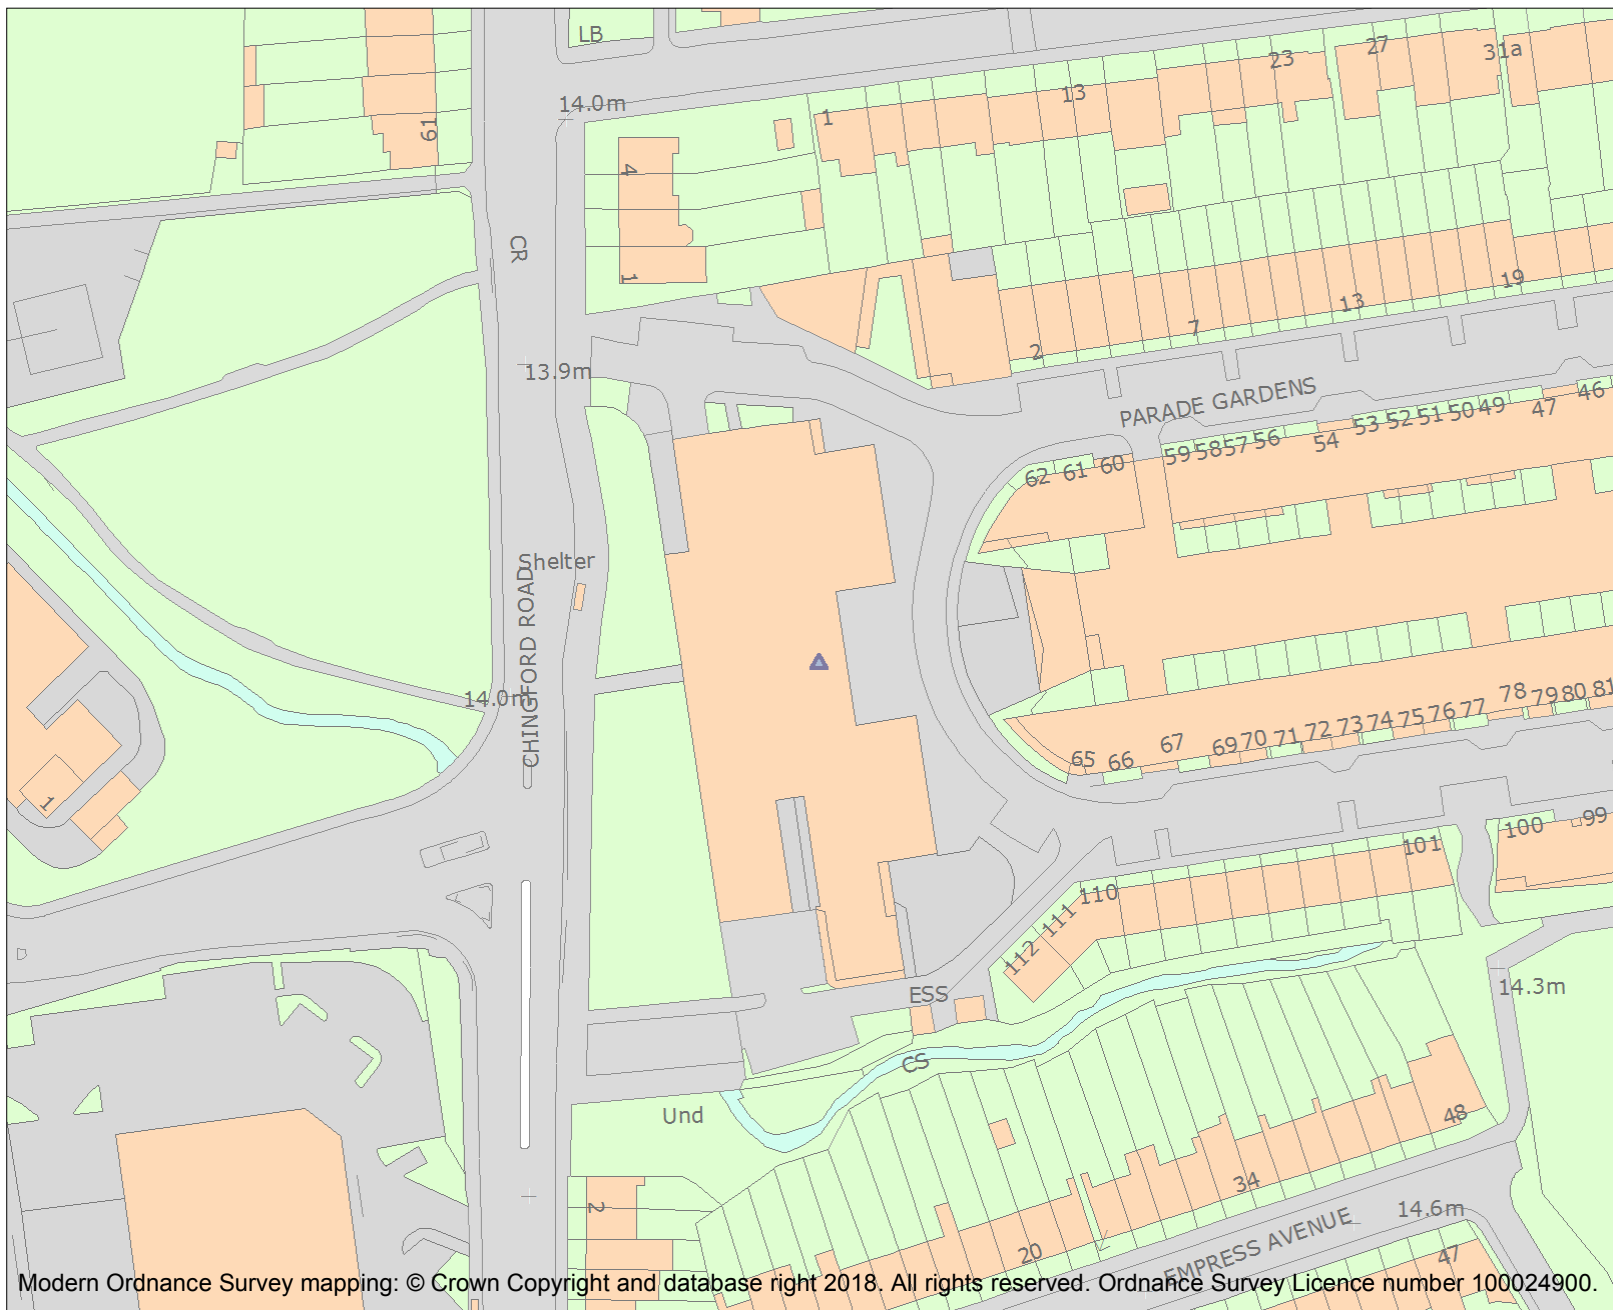 LB
14.0m
61
4
1
1
13
23
27
31a
CR
13.9m
2
7
13
19
PARADE GARDENS
62 61 60
59 58 57 56
54
53 52 51 50 49
47
46
Shelter
CHINGFORD ROAD
14.0m
1
65
66
67
69 70 71 72 73 74 75 76 77
78
79 80 81
112
111
110
101
100
99
ESS
CS
Und
14.3m
2
20
34
48
47
14.6m
EMPRESS AVENUE
Modern Ordnance Survey mapping: © Crown Copyright and database right 2018. All rights reserved. Ordnance Survey Licence number 100024900.